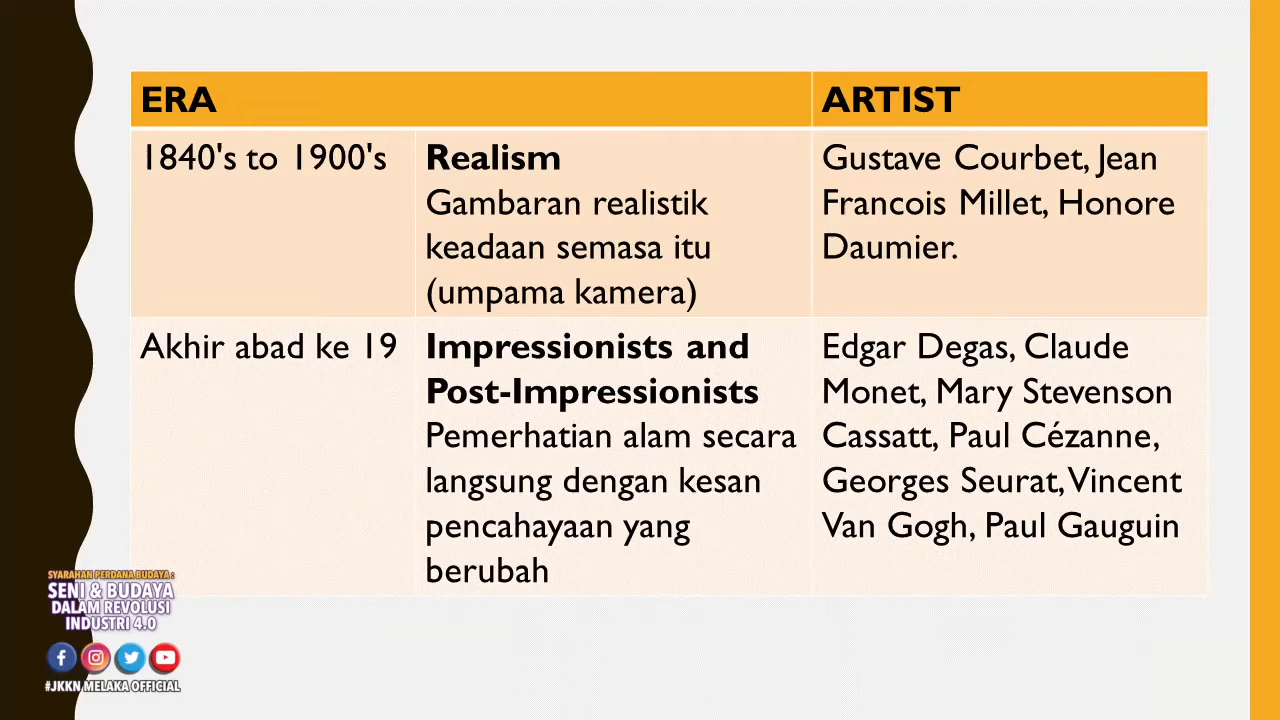 ERA
ARTIST
1840's to 1900's
Realism
Gambaran realistik
keadaan semasa itu
(umpama kamera)
Gustave Courbet, Jean
Francois Millet, Honore
Daumier.
Akhir abad ke 19
Impressionists and
Post-Impressionists
Pemerhatian alam secara
langsung dengan kesan
pencahayaan yang
berubah
Edgar Degas, Claude
Monet, Mary Stevenson
Cassatt, Paul Cézanne,
Georges Seurat, Vincent
Van Gogh, Paul Gauguin
SYARAHAN PERDANA BUDAYA :
SENI & BUDAYA
DALAM REVOLUSI
INDUSTRI 4.0
#JKKN MELAKA OFFICIAL